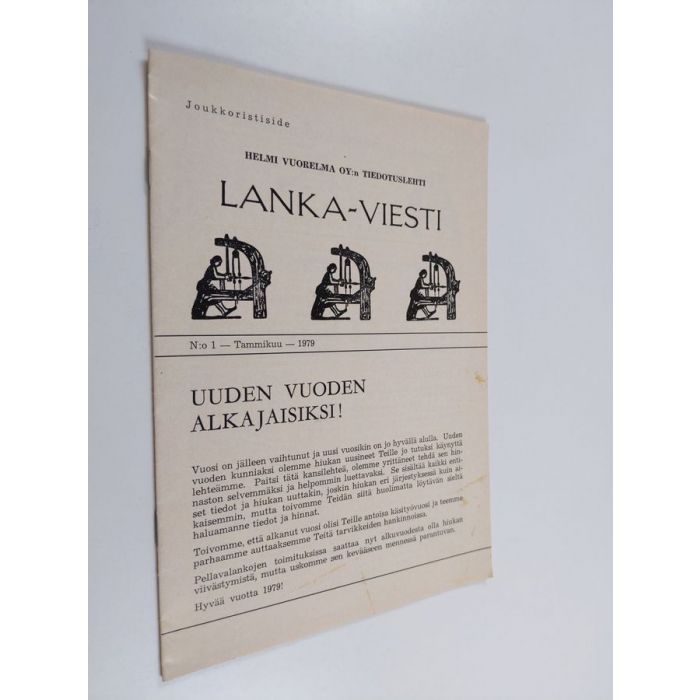 Joukkoristiside
HELMI VUORELMA OY:n TIEDOTUSLEHTI
LANKA-VIESTI
N:o 1 — Tammikuu — 1979
UUDEN VUODEN
ALKAJAISIKSI!
Vuosi on jälleen vaihtunut ja uusi vuosikin on jo hyvällä alulla. Uuden
vuoden kunniaksi olemme hiukan uusineet Teille jo tutuksi käynyttä
lehteämme. Paitsi tätä kansilehteä, olemme yrittäneet tehdä sen hin-
naston selvemmäksi ja helpommin luettavaksi. Se sisältää kaikki enti-
set tiedot ja hiukan uuttakin, joskin hiukan eri järjestyksessä kuin ai-
kaisemmin, mutta toivomme Teidän siitä huolimatta löytävän sieltä
haluamanne tiedot ja hinnat.
Toivomme, että alkanut vuosi olisi Teille antoisa käsityövuosi ja teemme
parhaamme auttaaksemme Teitä tarvikkeiden hankinnoissa.
Pellavalankojen toimituksissa saattaa nyt alkuvuodesta olla hiukan
viivästymistä, mutta uskomme sen kevääseen mennessä parantuvan.
Hyvää vuotta 1979!